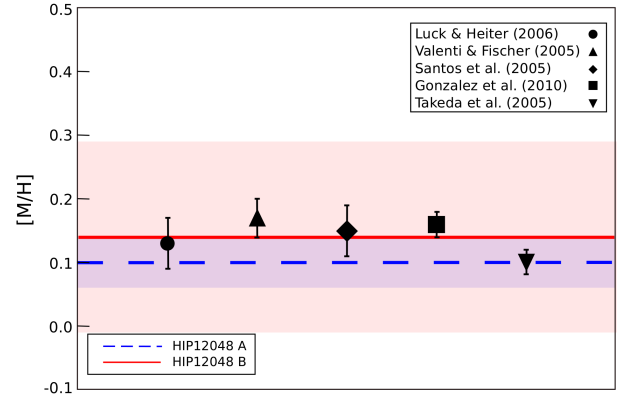 0.5
Luck & Heiter (2006)
Valenti & Fischer (2005)
Santos et al. (2005)
Gonzalez et al. (2010)
Takeda et al. (2005)
0.4
0.3
0.2
[M/H]
0.1
0.0
HIP12048 A
HIP12048 B
-0.1